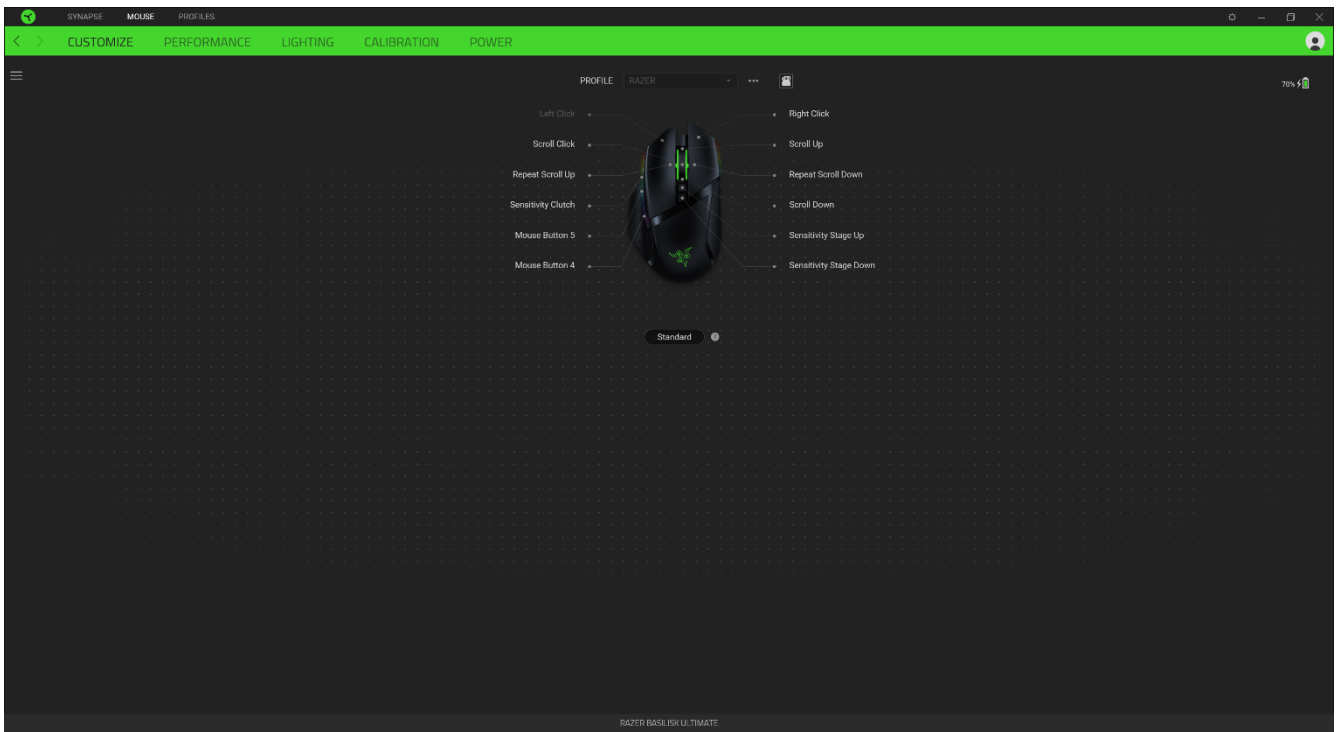 SYNAPSE MOUSE PROFILES
CUSTOMIZE PERFORMANCE LIGHTING CALIBRATION POWER
PROFILE RAZER
70%
Left Click Right Click
Scroll Click Scroll Up
Repeat Scroll Up Repeat Scroll Down
Sensitivity Clutch Scroll Down
Mouse Button 5 Sensitivity Stage Up
Mouse Button 4 Sensitivity Stage Down
Standard
RAZER BASILISK ULTIMATE